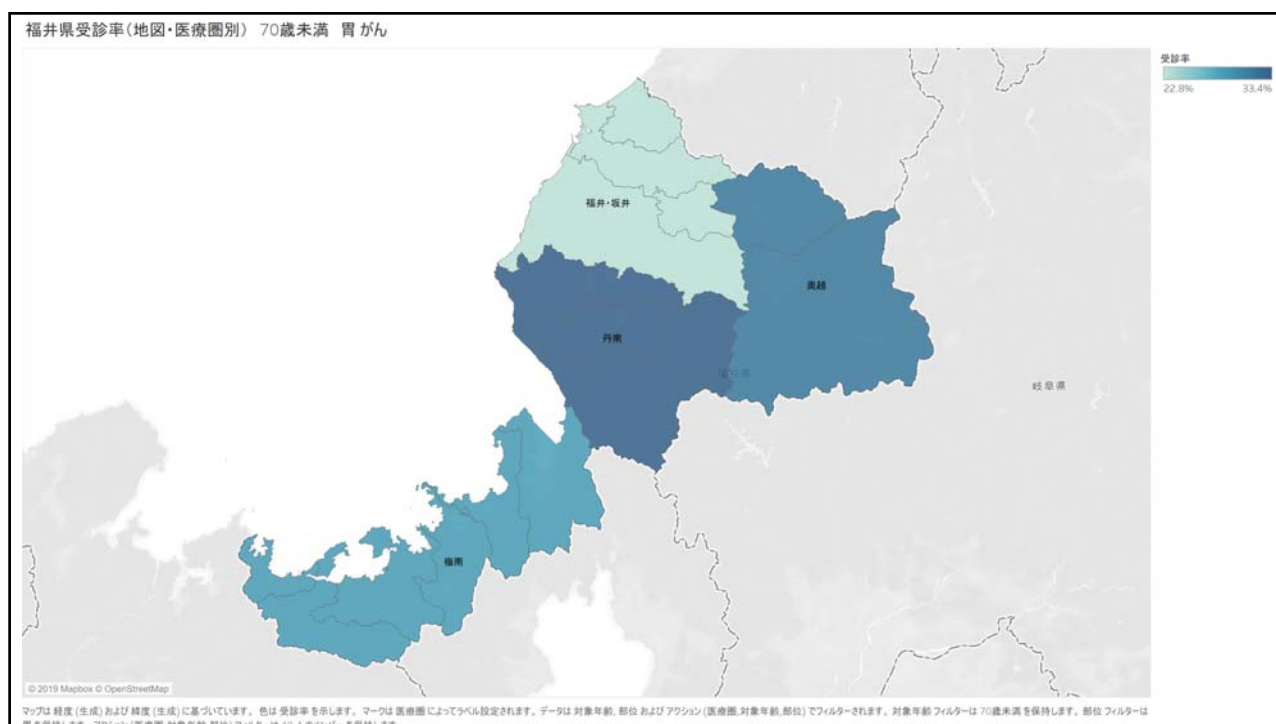 福井県受診率(地図・医療圏別) 70歳未満 胃がん
受診率
22.8% 33.4%
福井・坂井
奥越
丹南
福井県
岐阜県
嶺南
© 2019 Mapbox © OpenStreetMap
マップは 経度 (生成) および 緯度 (生成) に基づいています。 色は 受診率 を示します。 マークは 医療圏 によってラベル設定されます。 データは 対象年齢, 部位 および アクション (医療圏,対象年齢,部位) でフィルターされます。 対象年齢 フィルターは 70歳未満 を保持します。 部位 フィルターは